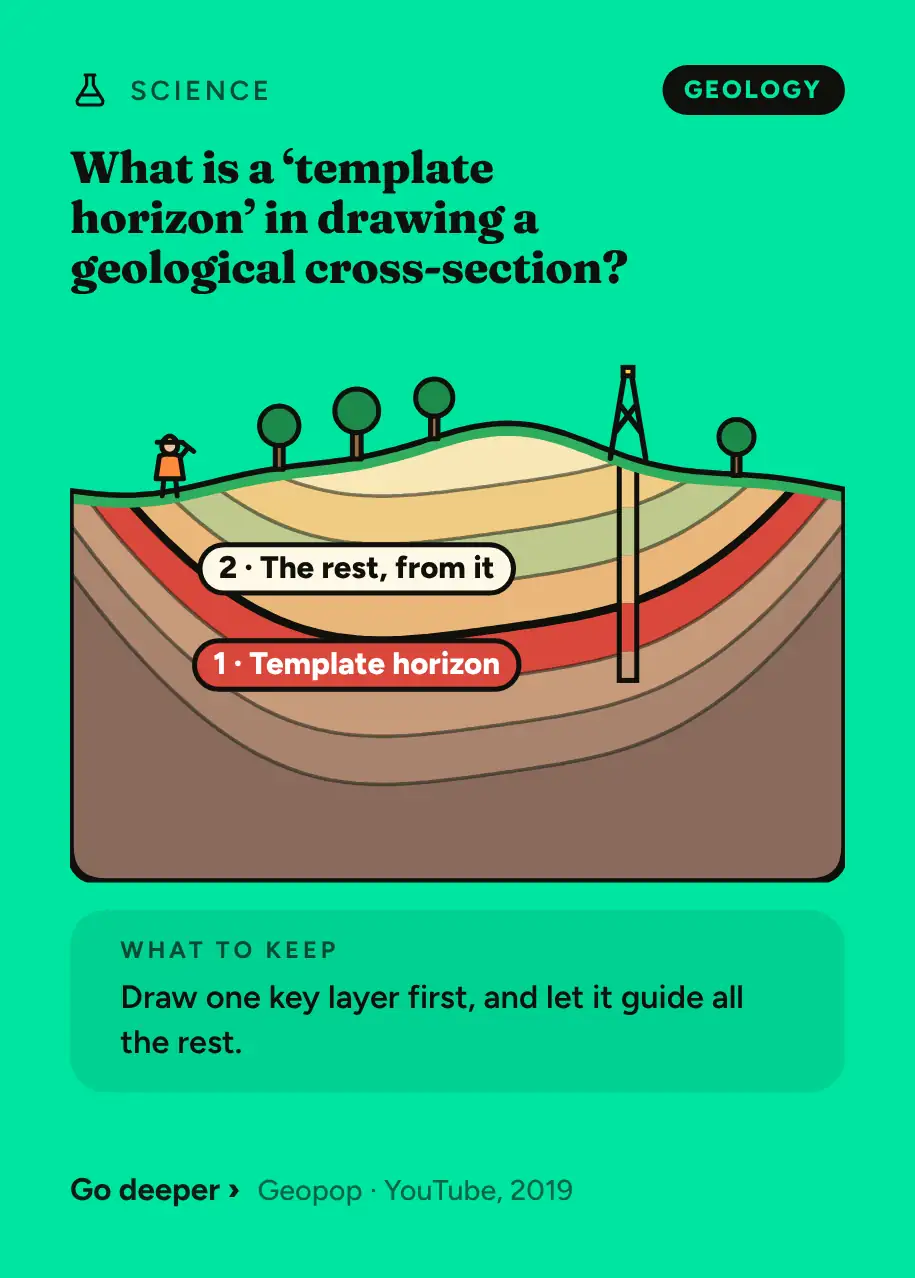 SCIENCE
GEOLOGY
What is a ‘template
horizon’ in drawing a
geological cross-section?
2 · The rest, from it
1 · Template horizon
WHAT TO KEEP
Draw one key layer first, and let it guide all
the rest.
Go deeper › Geopop · YouTube, 2019